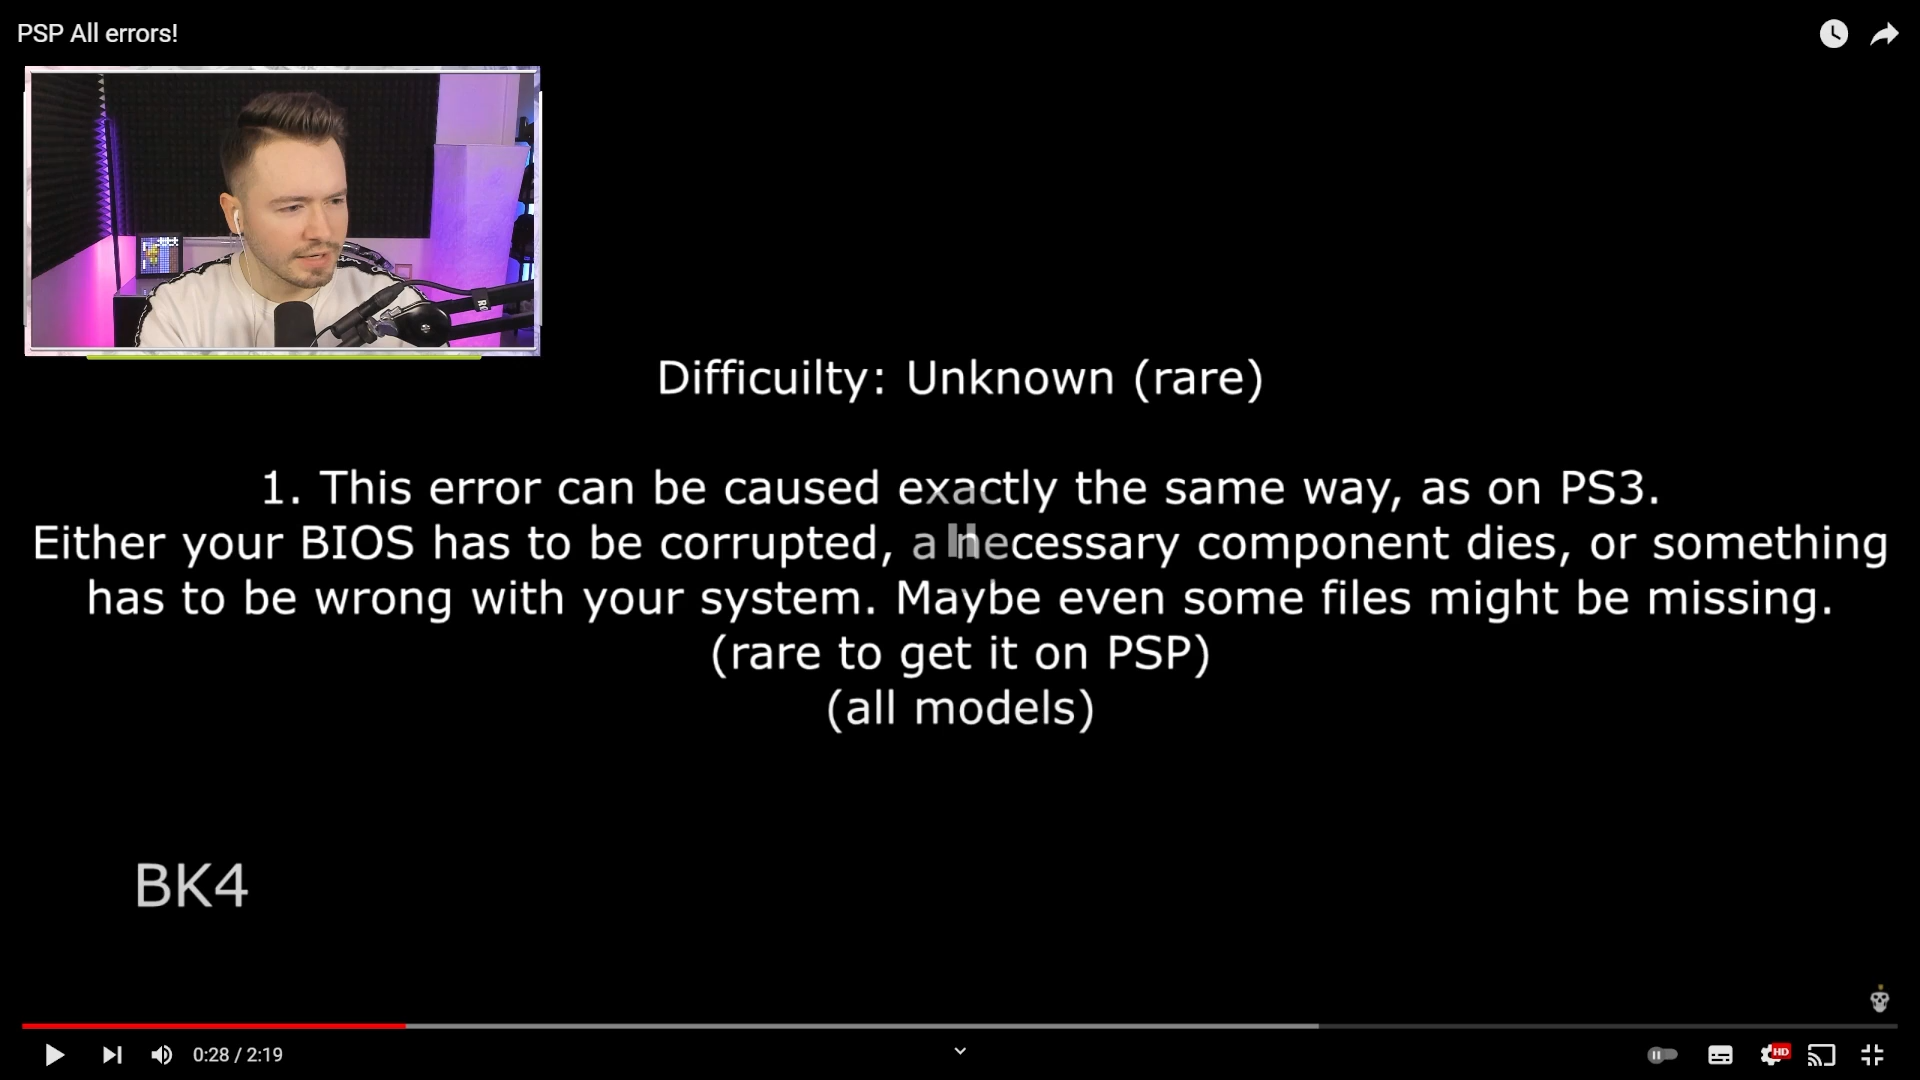 PSP All errors!
Difficuilty: Unknown (rare)
1. This error can be caused exactly the same way, as on PS3.
Either your BIOS has to be corrupted, a necessary component dies, or something
has to be wrong with your system. Maybe even some files might be missing.
(rare to get it on PSP)
(all models)
BK4
0:28 / 2:19
HD